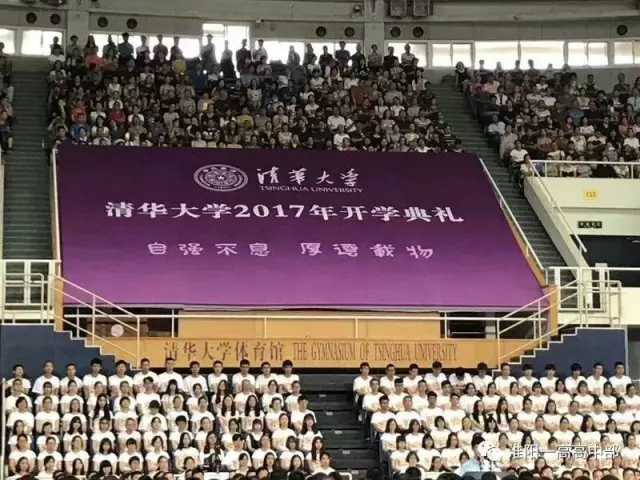 清华大学
TSINGHUA UNIVERSITY
清华大学2017年开学典礼
自强不息 厚德载物
清华大学体育馆 THE GYMNASIUM OF TSINGHUA UNIVERSITY
淮阳一高高中部